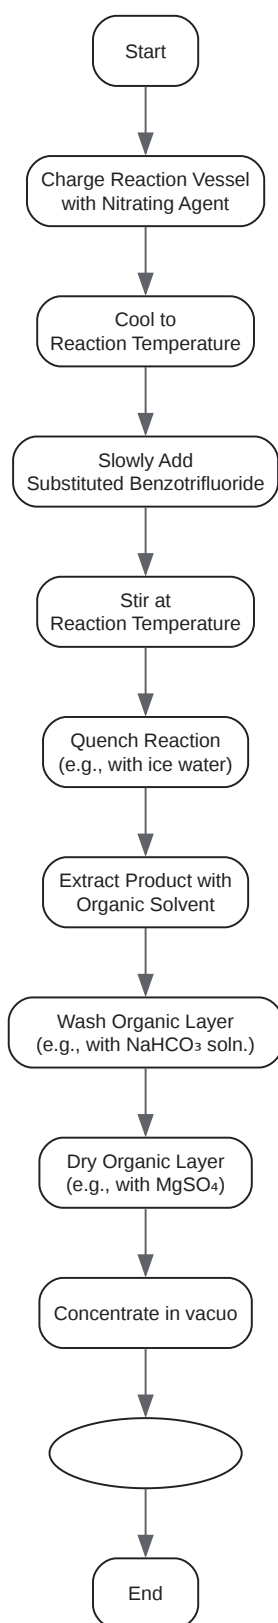 Start
Charge Reaction Vessel
with Nitrating Agent
Cool to
Reaction Temperature
Slowly Add
Substituted Benzotrifluoride
Stir at
Reaction Temperature
Quench Reaction
(e.g., with ice water)
Extract Product with
Organic Solvent
Wash Organic Layer
(e.g., with NaHCO₃ soln.)
Dry Organic Layer
(e.g., with MgSO₄)
Concentrate in vacuo
End